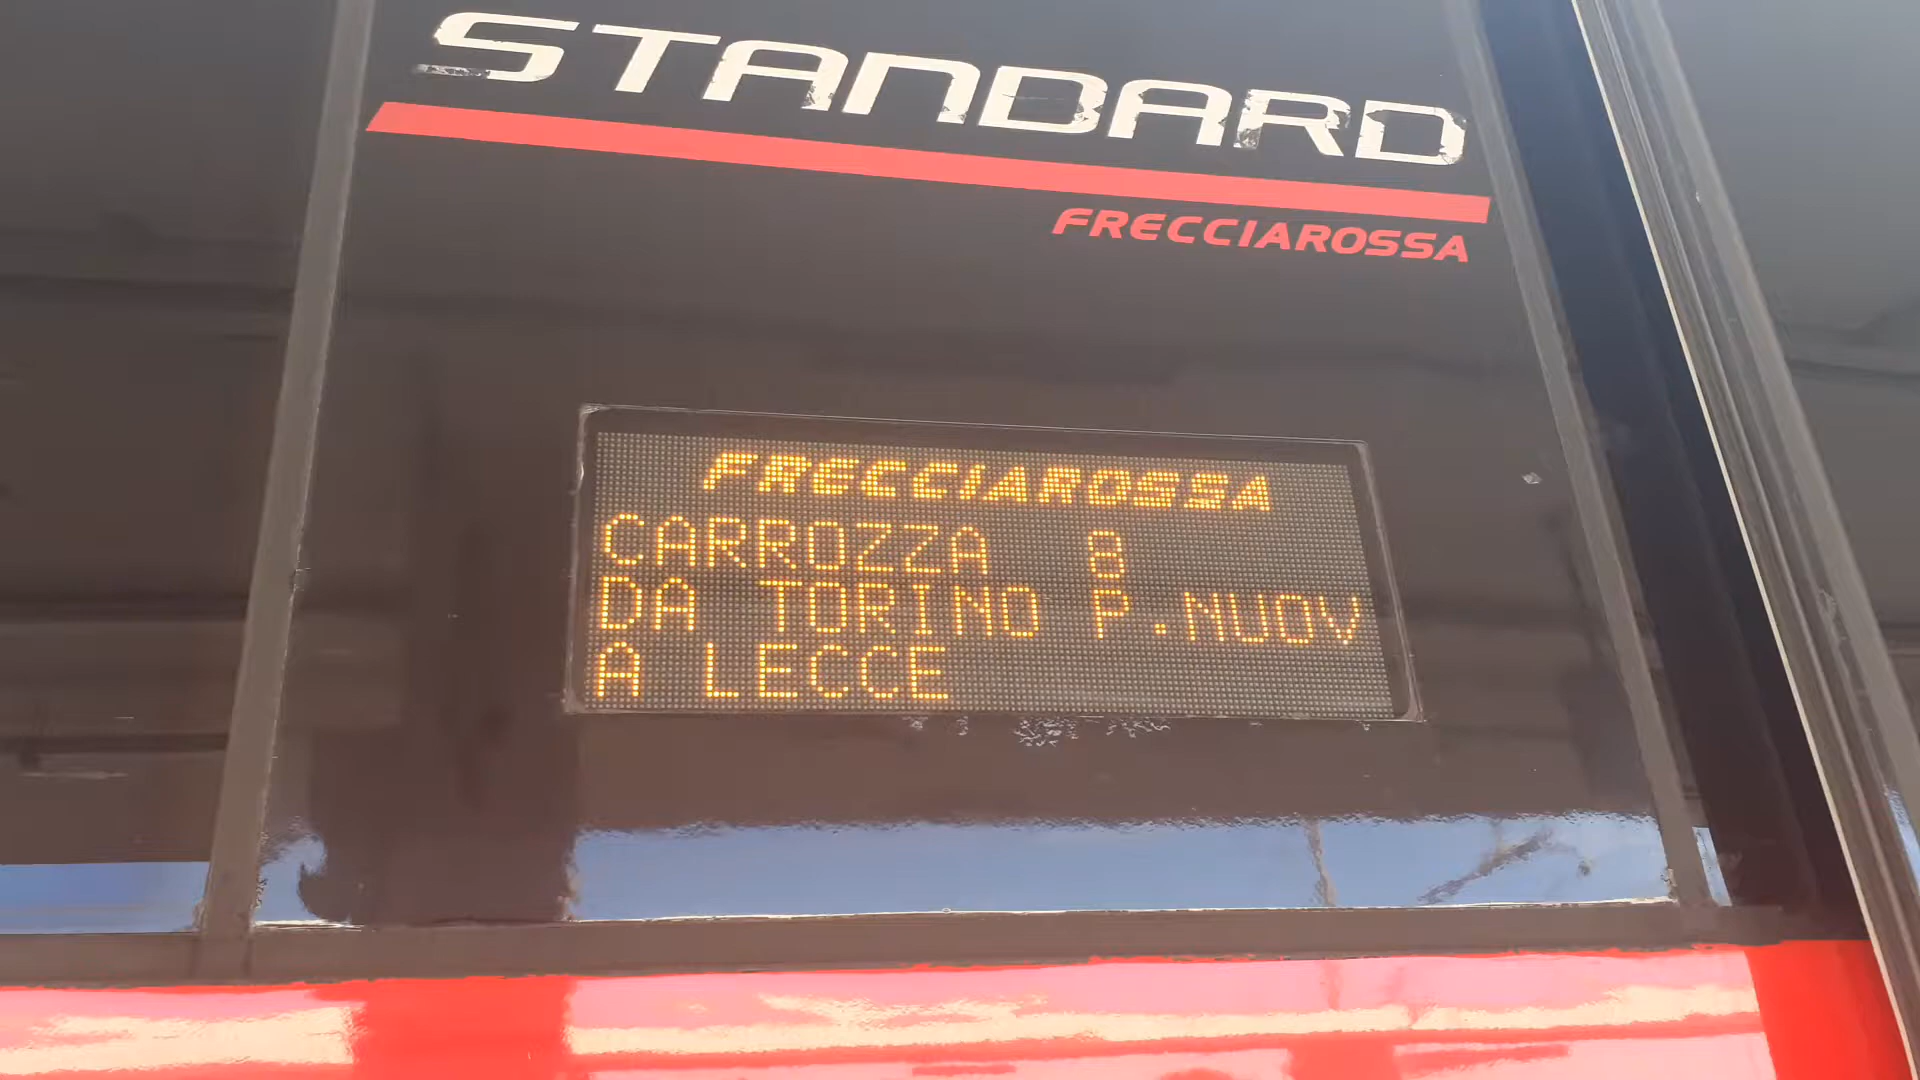 STANDARD
FRECCIAROSSA
FRECCIAROSSA
CARROZZA 8
DA TORINO P.NUOV
A LECCE